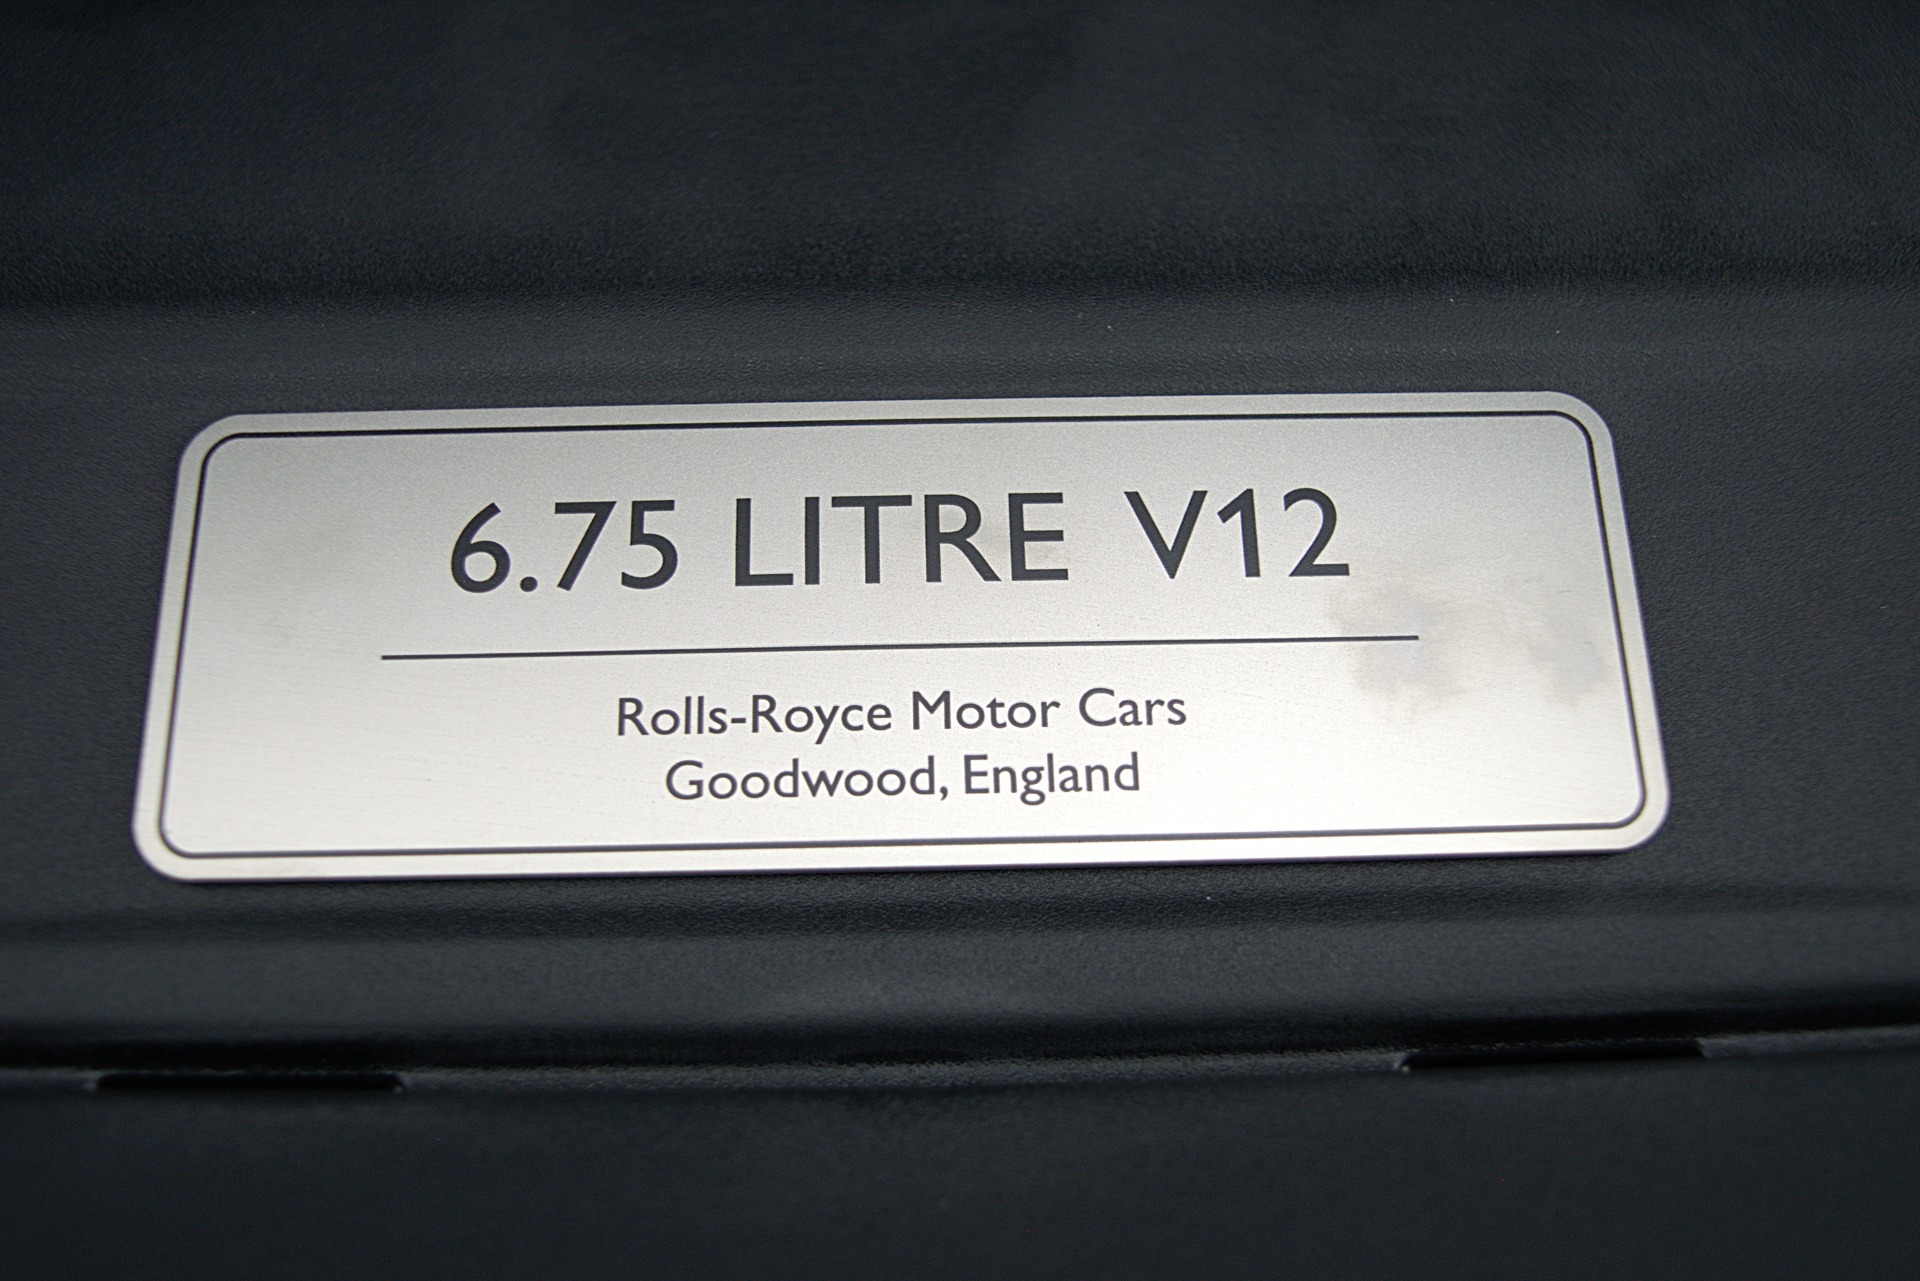 6.75 LITRE V12
Rolls-Royce Motor Cars
Goodwood, England